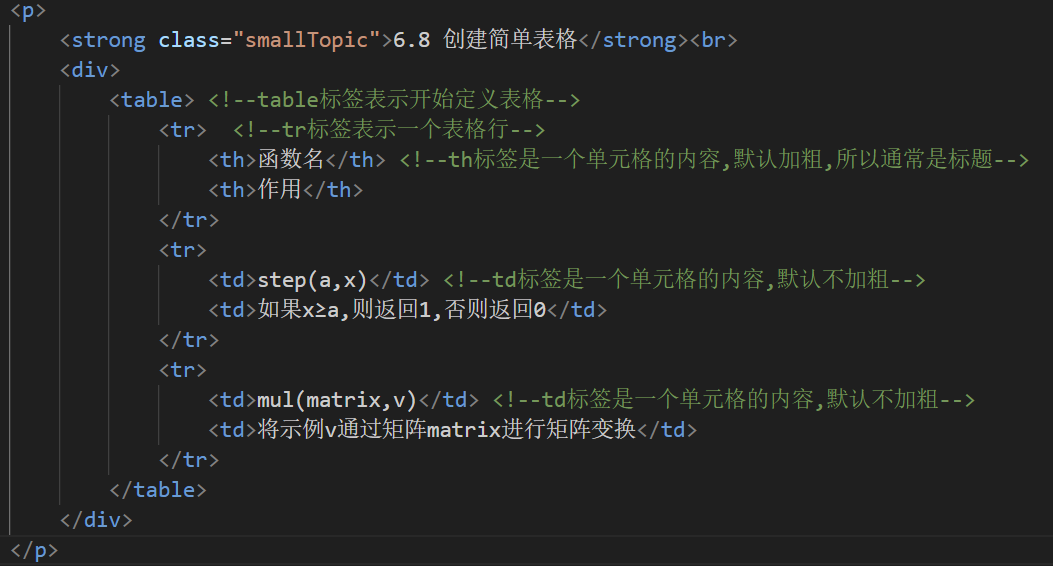 <p>
<strong class="smallTopic">6.8 创建简单表格</strong><br>
<div>
<table> <!--table标签表示开始定义表格-->
<tr>  <!--tr标签表示一个表格行-->
<th>函数名</th> <!--th标签是一个单元格的内容,默认加粗,所以通常是标题-->
<th>作用</th>
</tr>
<tr>
<td>step(a,x)</td> <!--td标签是一个单元格的内容,默认不加粗-->
<td>如果x≥a,则返回1,否则返回0</td>
</tr>
<tr>
<td>mul(matrix,v)</td> <!--td标签是一个单元格的内容,默认不加粗-->
<td>将示例v通过矩阵matrix进行矩阵变换</td>
</tr>
</table>
</div>
</p>